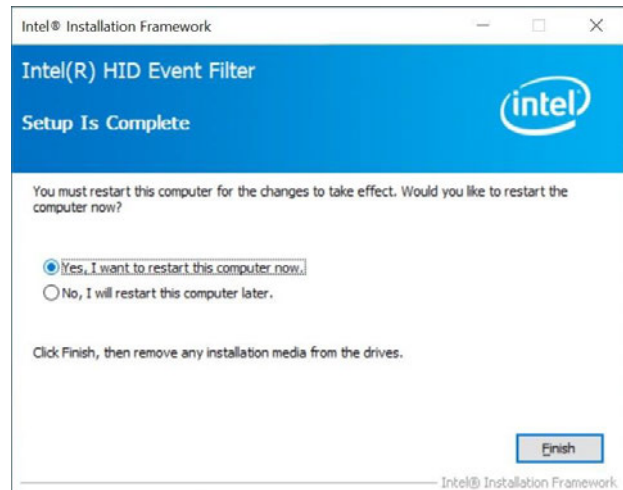 Intel® Installation Framework
Intel(R) HID Event Filter
Setup Is Complete
intel
You must restart this computer for the changes to take effect. Would you like to restart the
computer now?
Yes, I want to restart this computer now.
No, I will restart this computer later.
Click Finish, then remove any installation media from the drives.
Finish
Intel® Installation Framework